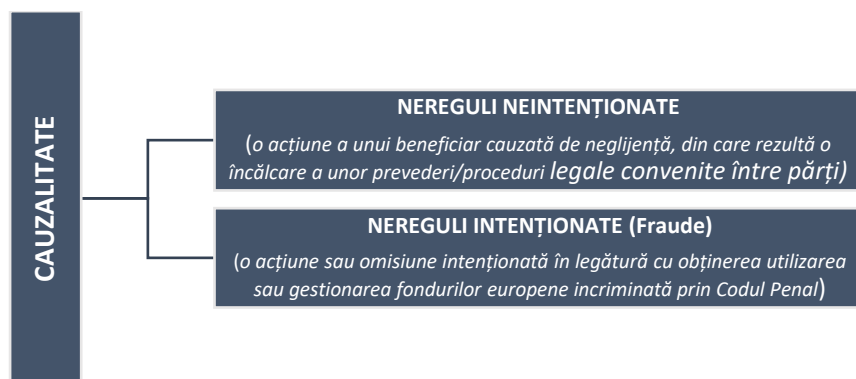 CAUZALITATE
NEREGULI NEINTENȚIONATE
(o acțiune a unui beneficiar cauzată de neglijență, din care rezultă o
încălcare a unor prevederi/proceduri legale convenite între părți)
NEREGULI INTENȚIONATE (Fraude)
(o acțiune sau omisiune intenționată în legătură cu obținerea utilizarea
sau gestionarea fondurilor europene incriminată prin Codul Penal)